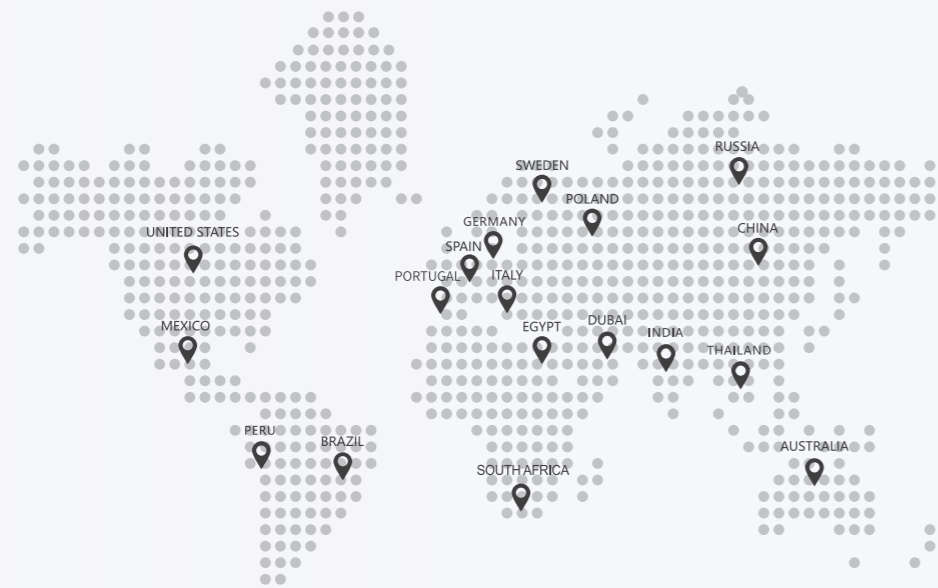 RUSSIA
SWEDEN
POLAND
GERMANY
CHINA
UNITED STATES
SPAIN
PORTUGAL
ITALY
DUBAI
MEXICO
EGYPT
INDIA
THAILAND
PERU
BRAZIL
AUSTRALIA
SOUTH AFRICA